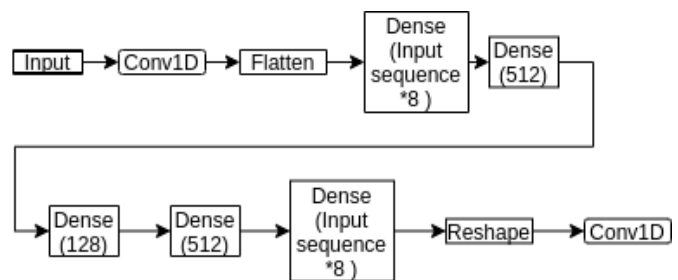 Input
Conv1D
Flatten
Dense
(Input
sequence
*8 )
Dense
(512)
Dense
(128)
Dense
(512)
Dense
(Input
sequence
*8 )
Reshape
Conv1D